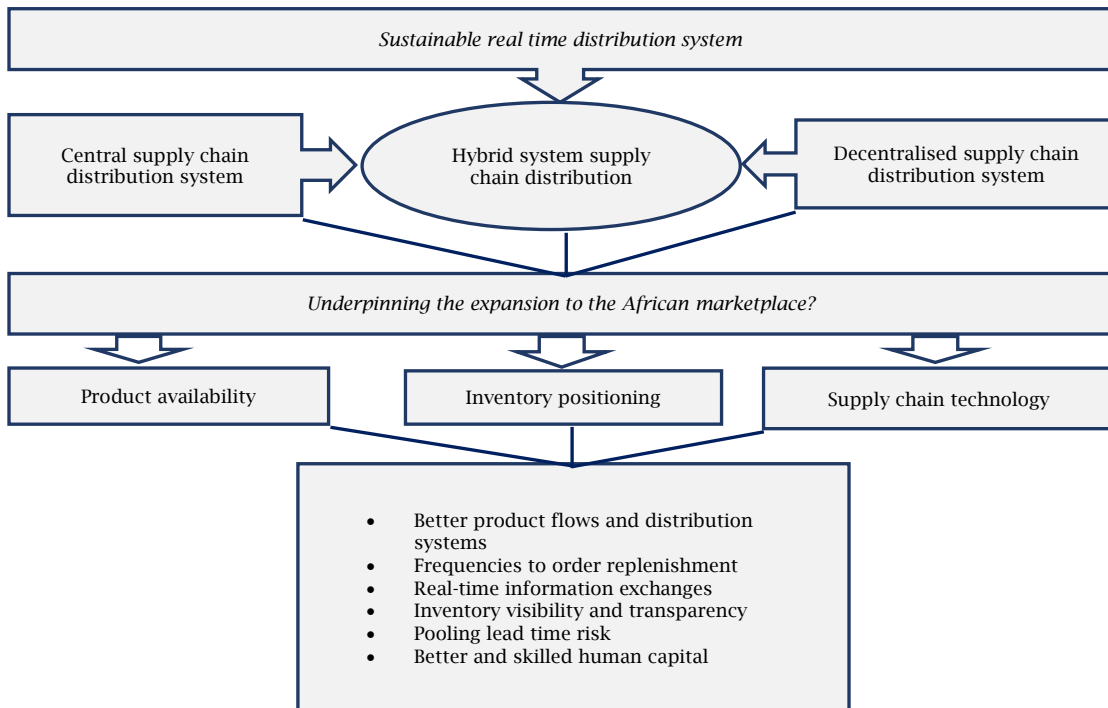 Sustainable real time distribution system
Central supply chain
distribution system
Hybrid system supply
chain distribution
Decentralised supply chain
distribution system
Underpinning the expansion to the African marketplace?
Product availability
Inventory positioning
Supply chain technology
• Better product flows and distribution
systems
• Frequencies to order replenishment
• Real-time information exchanges
• Inventory visibility and transparency
• Pooling lead time risk
• Better and skilled human capital